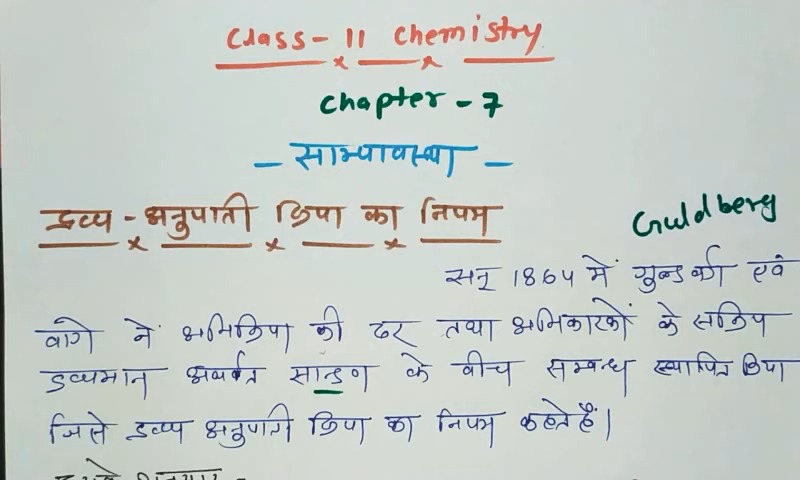 Class - 11 Chemistry
Chapter - 7
- साम्यावस्था -
द्रव्य - अनुपाती क्रिया का नियम
Guldberg
सन् 1864 में गुल्ड वर्ग एवं
वागे ने अभिक्रिया की दर तथा अभिकारकों के सक्रिय
द्रव्यमान अर्थात सान्द्रण के बीच सम्बन्ध स्थापित किया
जिसे द्रव्य अनुपाती क्रिया का नियम कहते हैं।